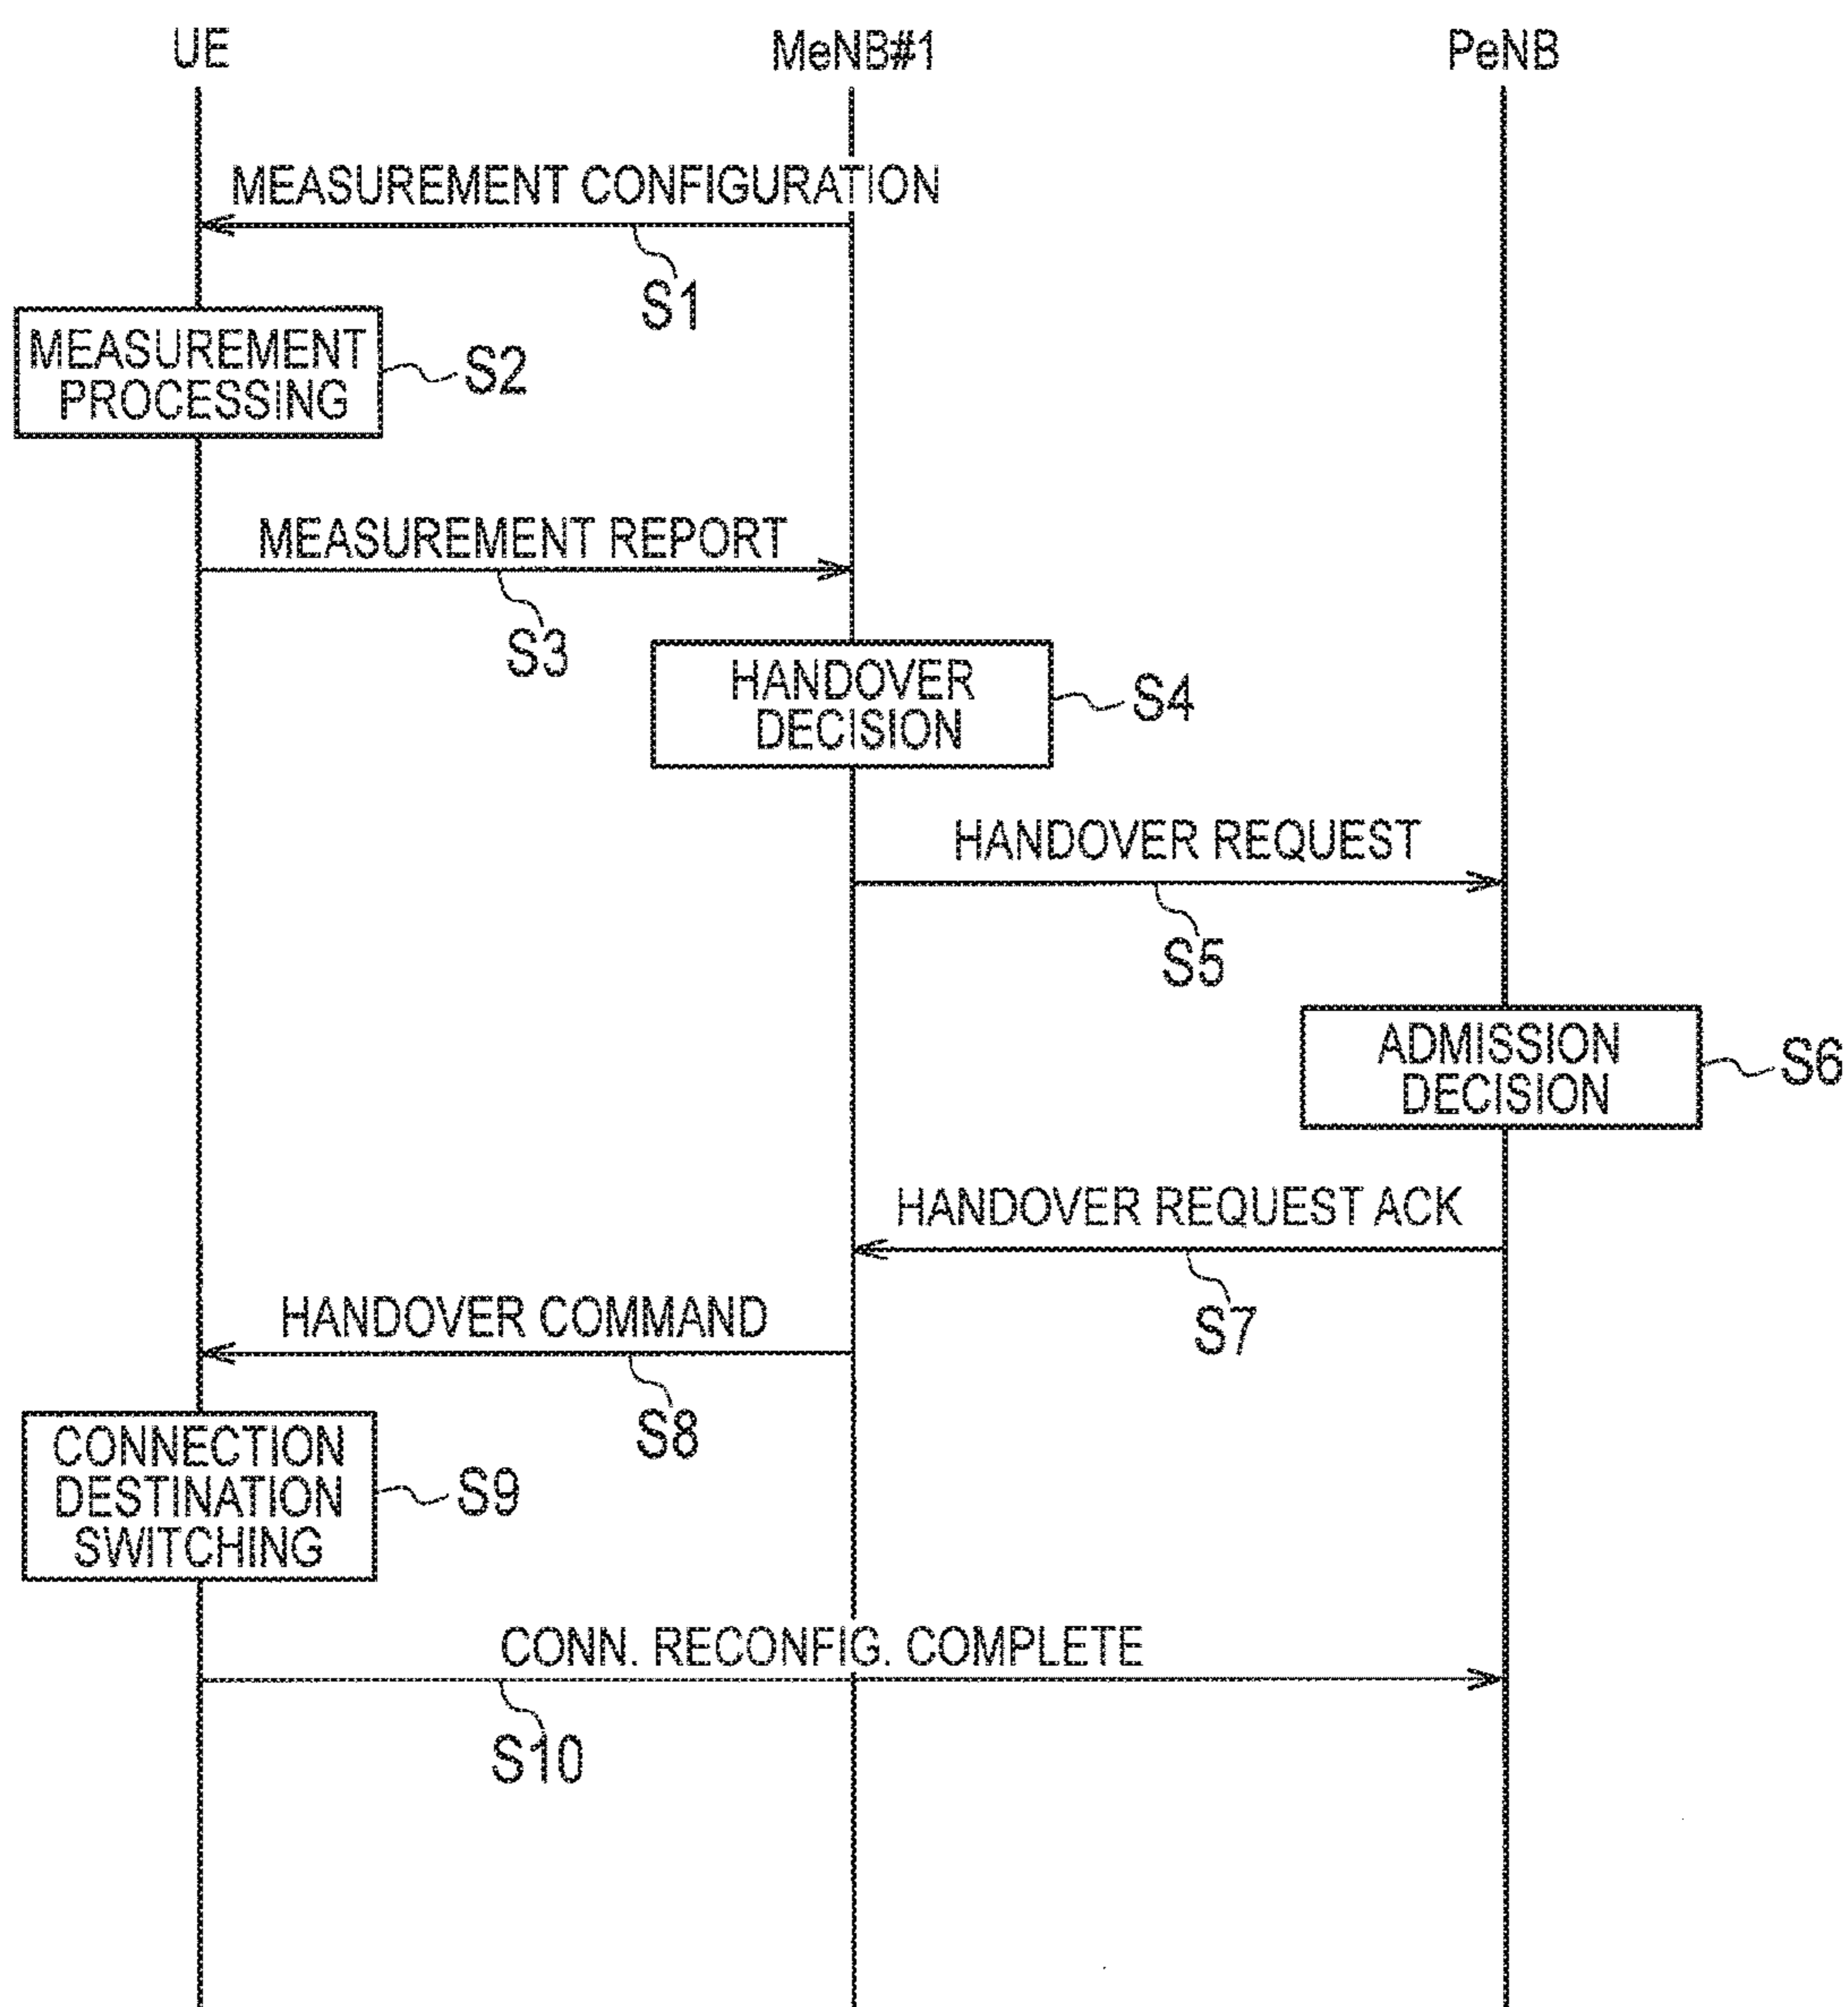 UE
MeNB#1
PeNB
MEASUREMENT CONFIGURATION
S1
MEASUREMENT
PROCESSING
S2
MEASUREMENT REPORT
S3
HANDOVER
DECISION
S4
HANDOVER REQUEST
S5
ADMISSION
DECISION
S6
HANDOVER REQUEST ACK
S7
HANDOVER COMMAND
S8
CONNECTION
DESTINATION
SWITCHING
S9
CONN. RECONFIG. COMPLETE
S10